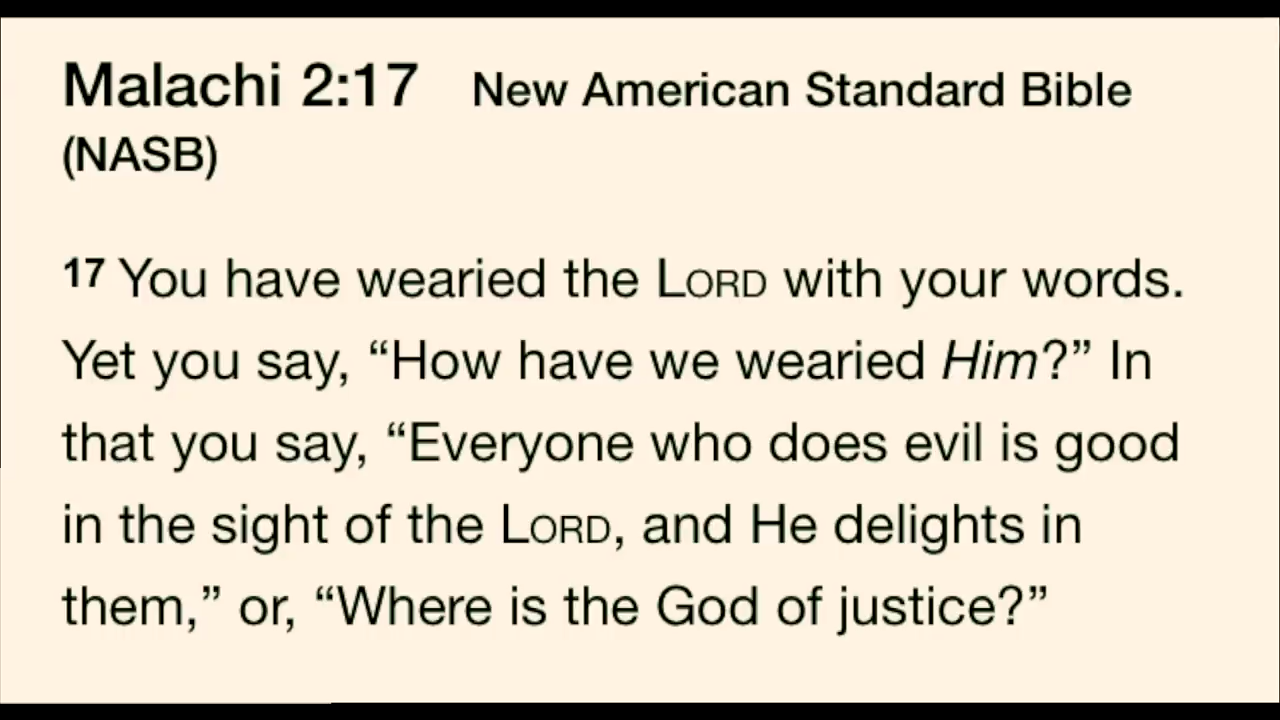 Malachi 2:17 New American Standard Bible
(NASB)
17 You have wearied the LORD with your words.
Yet you say, “How have we wearied Him?” In
that you say, “Everyone who does evil is good
in the sight of the LORD, and He delights in
them,” or, “Where is the God of justice?”